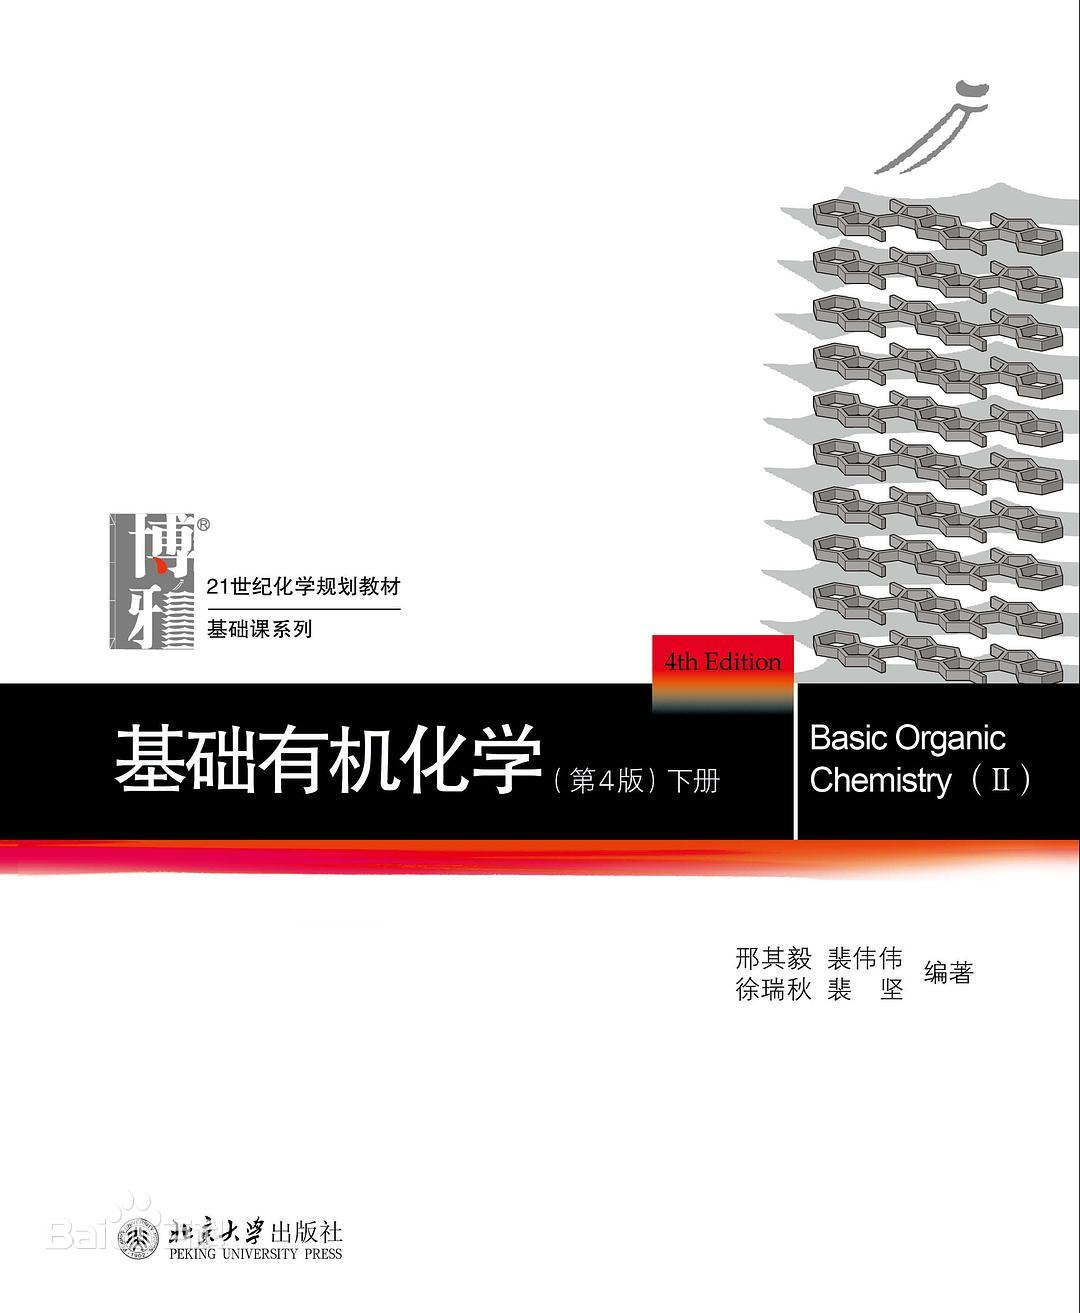 博雅®
21世纪化学规划教材
基础课系列
4th Edition
基础有机化学(第4版)下册
Basic Organic
Chemistry(Ⅱ)
邢其毅 裴伟伟
徐瑞秋 裴 坚
编著
北京大学出版社
PEKING UNIVERSITY PRESS